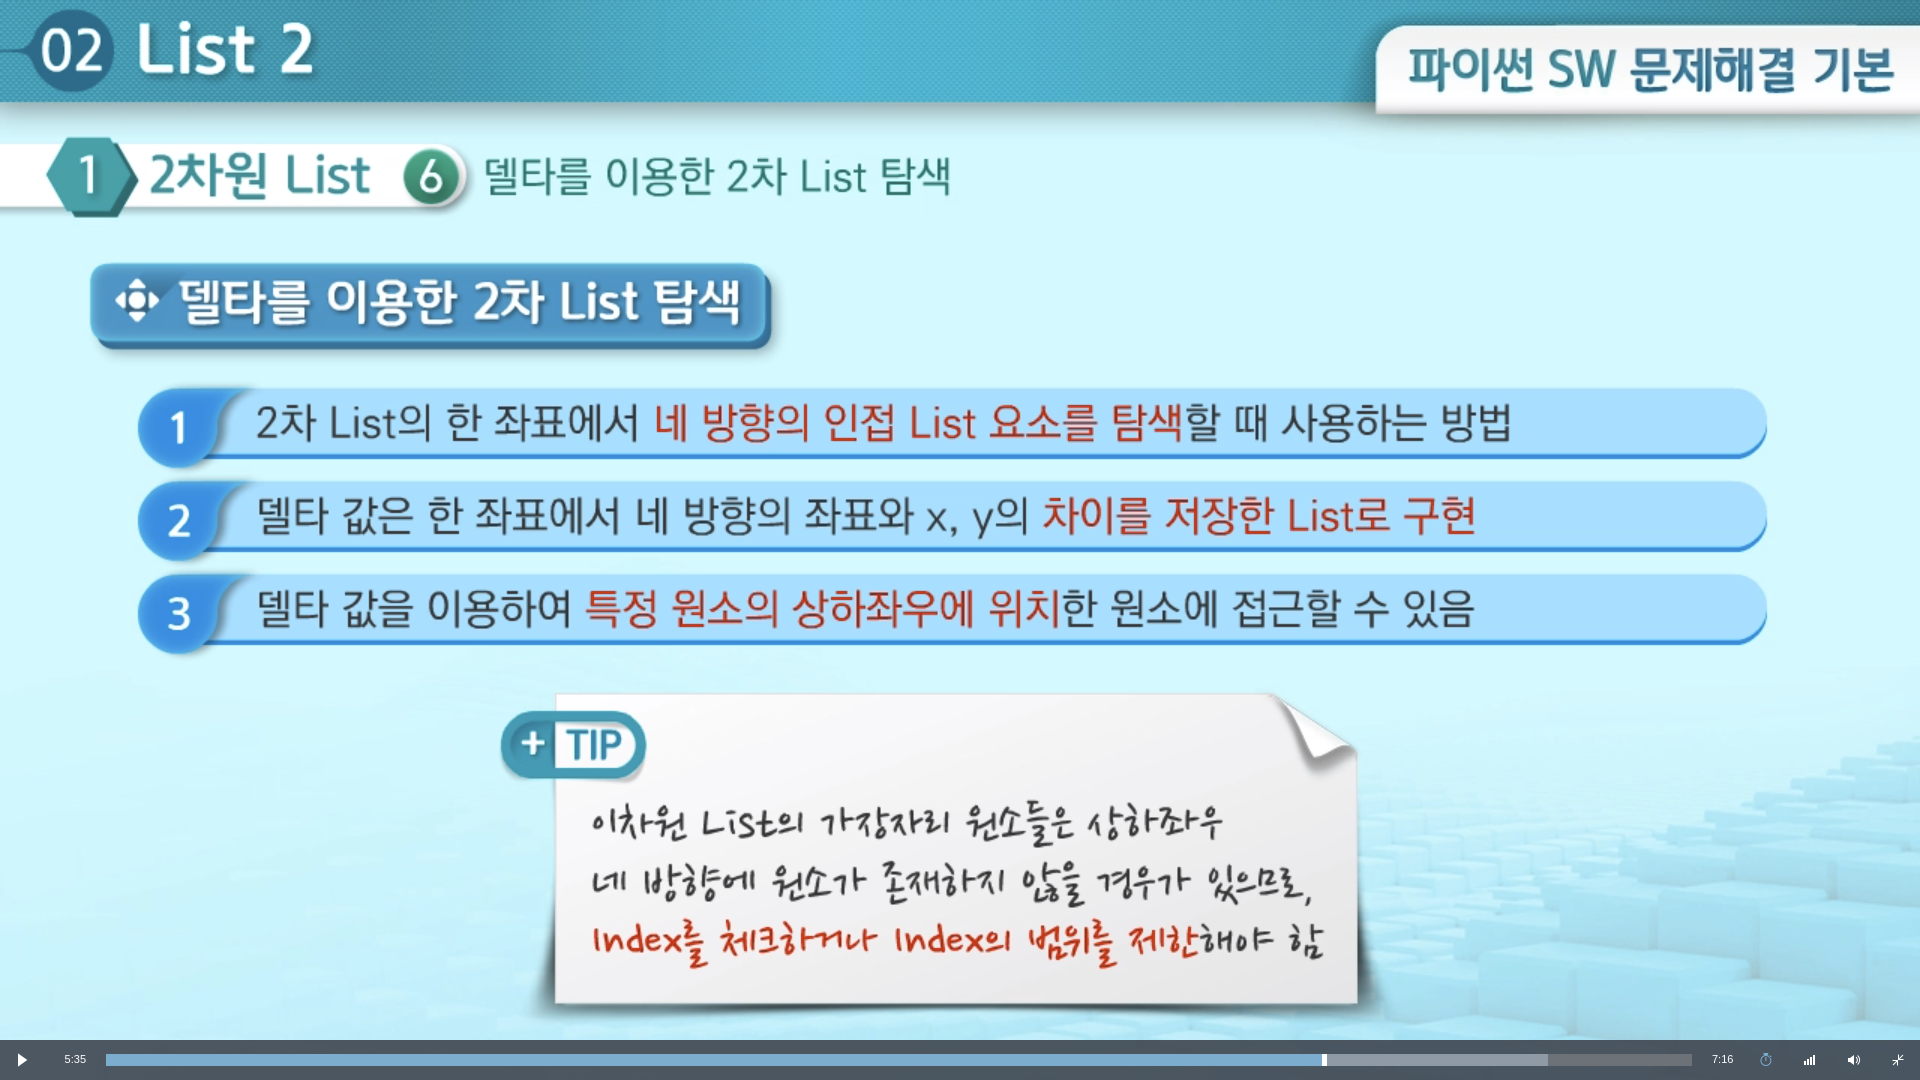 02 List 2
파이썬 SW 문제해결 기본
1 2차원 List 6 델타를 이용한 2차 List 탐색
델타를 이용한 2차 List 탐색
1 2차 List의 한 좌표에서 네 방향의 인접 List 요소를 탐색할 때 사용하는 방법
2 델타 값은 한 좌표에서 네 방향의 좌표와 x, y의 차이를 저장한 List로 구현
3 델타 값을 이용하여 특정 원소의 상하좌우에 위치한 원소에 접근할 수 있음
+ TIP
이차원 List의 가장자리 원소들은 상하좌우
네 방향에 원소가 존재하지 않을 경우가 있으므로,
Index를 체크하거나 Index의 범위를 제한해야 함
5:35 7:16